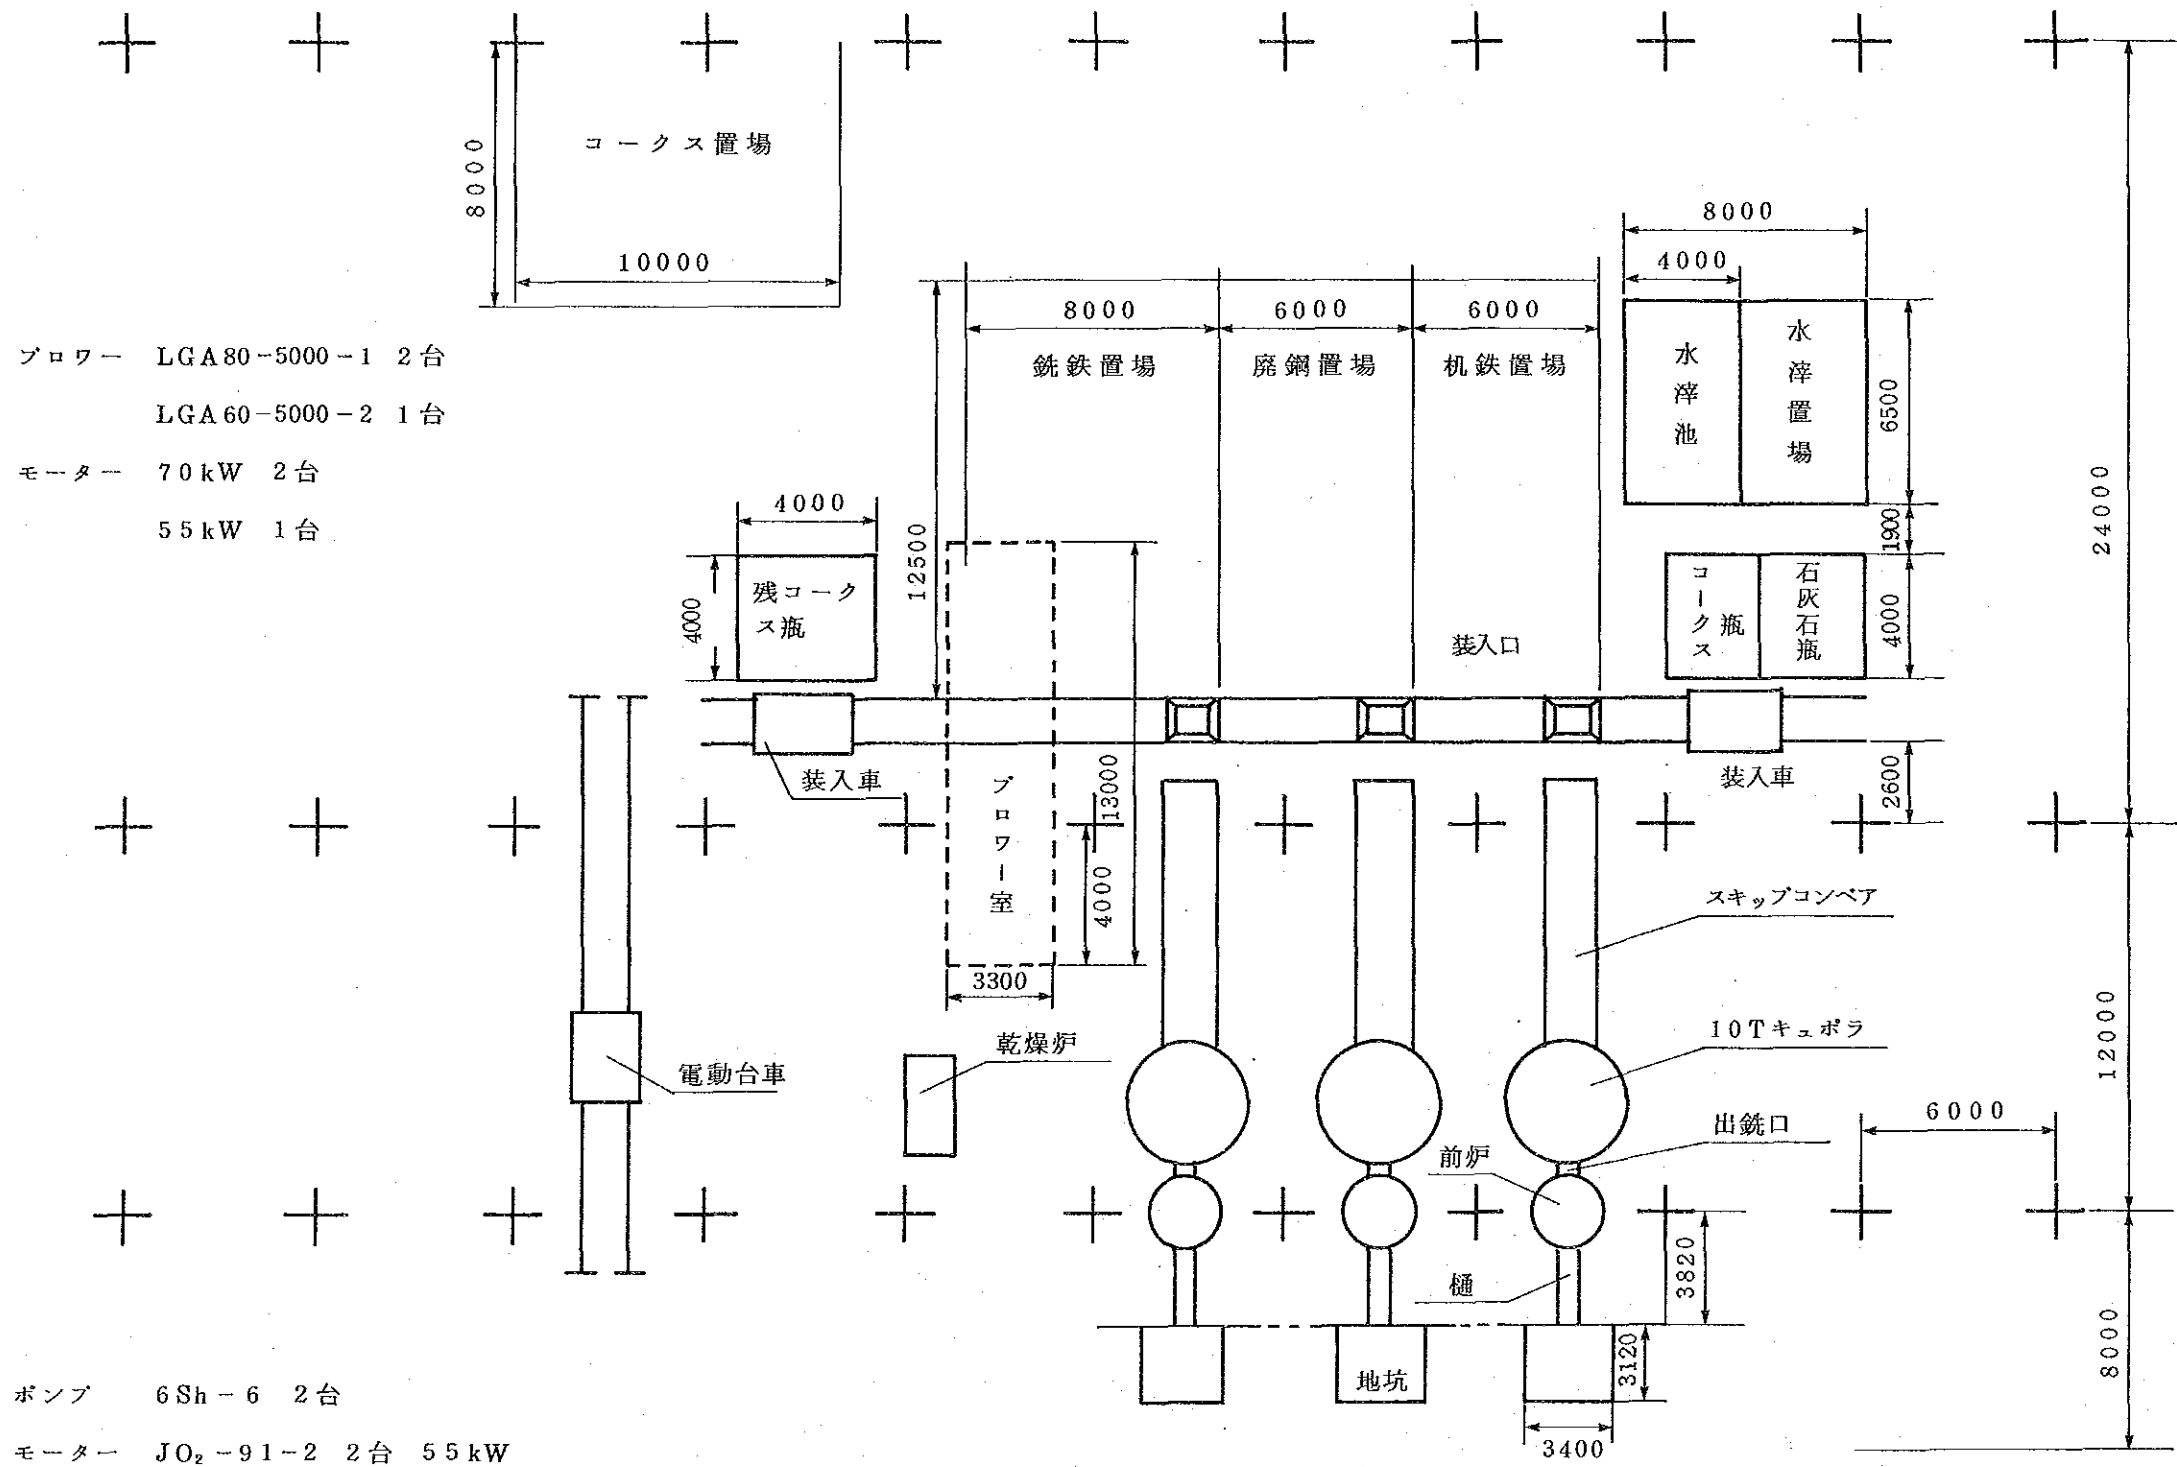 コークス置場
8000
10000
8000
4000
8000
6000
6000
ブロワー LGA80-5000-1 2台
銑鉄置場
廃鋼置場
机鉄置場
水滓池
水滓置場
6500
LGA60-5000-2 1台
モーター 70kW 2台
4000
55kW 1台
12500
1900
24000
残コーク
ス瓶
4000
装入口
コークス瓶
石灰石瓶
4000
装入車
ブロワー室
13000
装入車
2600
4000
スキップコンベア
3300
乾燥炉
10Tキュポラ
12000
電動台車
6000
出銑口
前炉
3820
樋
3120
8000
地坑
ポンプ 6Sh-6 2台
3400
モーター JO₂-91-2 2台 55kW